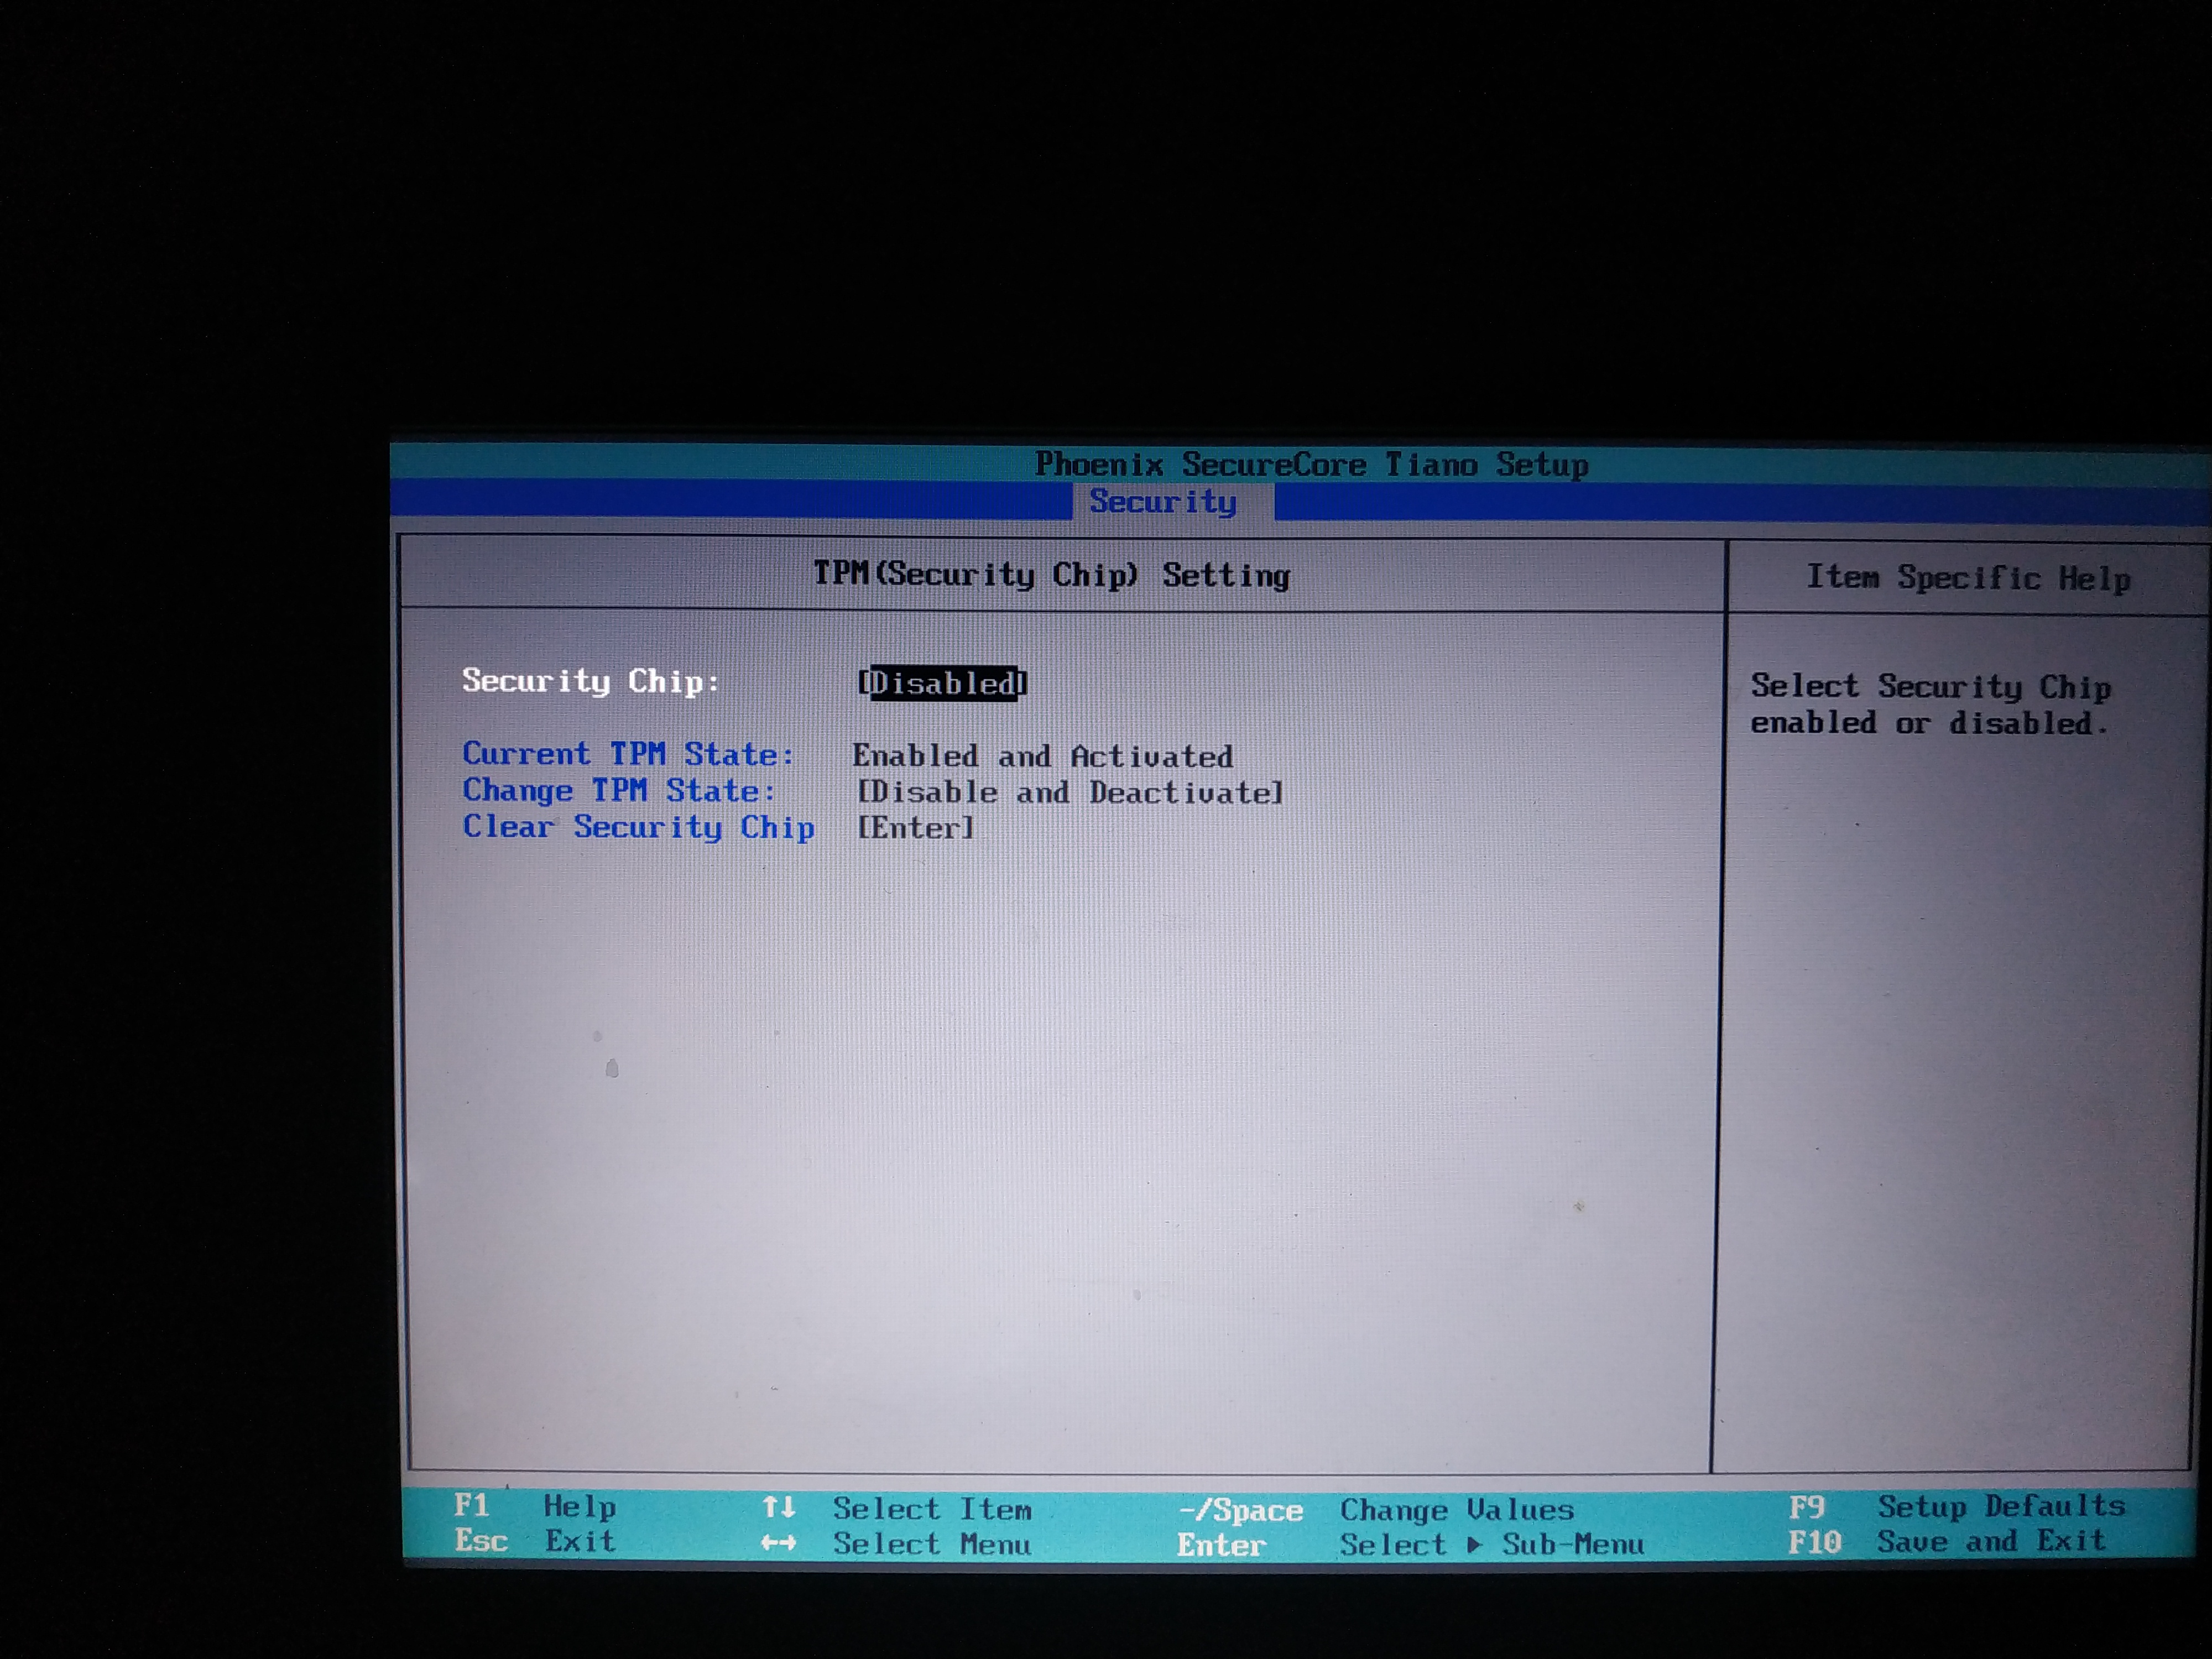 Phoenix SecureCore Tiano Setup
Security
TPM(Security Chip) Setting
Item Specific Help
Security Chip: [Disabled]
Current TPM State: Enabled and Activated
Change TPM State: [Disable and Deactivate]
Clear Security Chip [Enter]
Select Security Chip
enabled or disabled.
F1 Help ↑↓ Select Item -/Space Change Values F9 Setup Defaults
Esc Exit ←→ Select Menu Enter Select ▶ Sub-Menu F10 Save and Exit